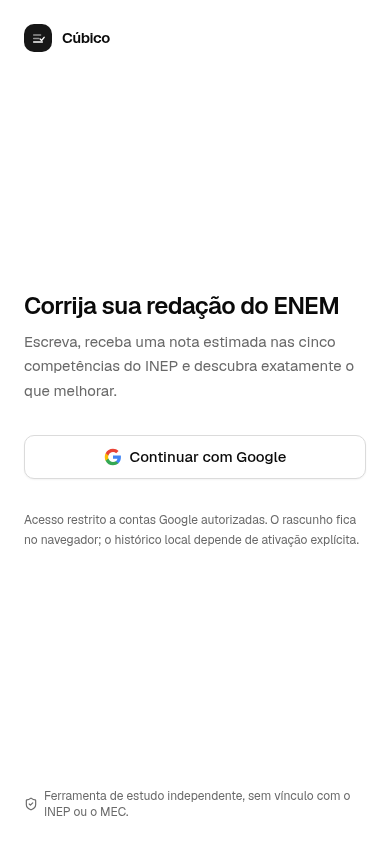 Cúbico
Corrija sua redação do ENEM
Escreva, receba uma nota estimada nas cinco
competências do INEP e descubra exatamente o
que melhorar.
Continuar com Google
Acesso restrito a contas Google autorizadas. O rascunho fica
no navegador; o histórico local depende de ativação explícita.
Ferramenta de estudo independente, sem vínculo com o
INEP ou o MEC.